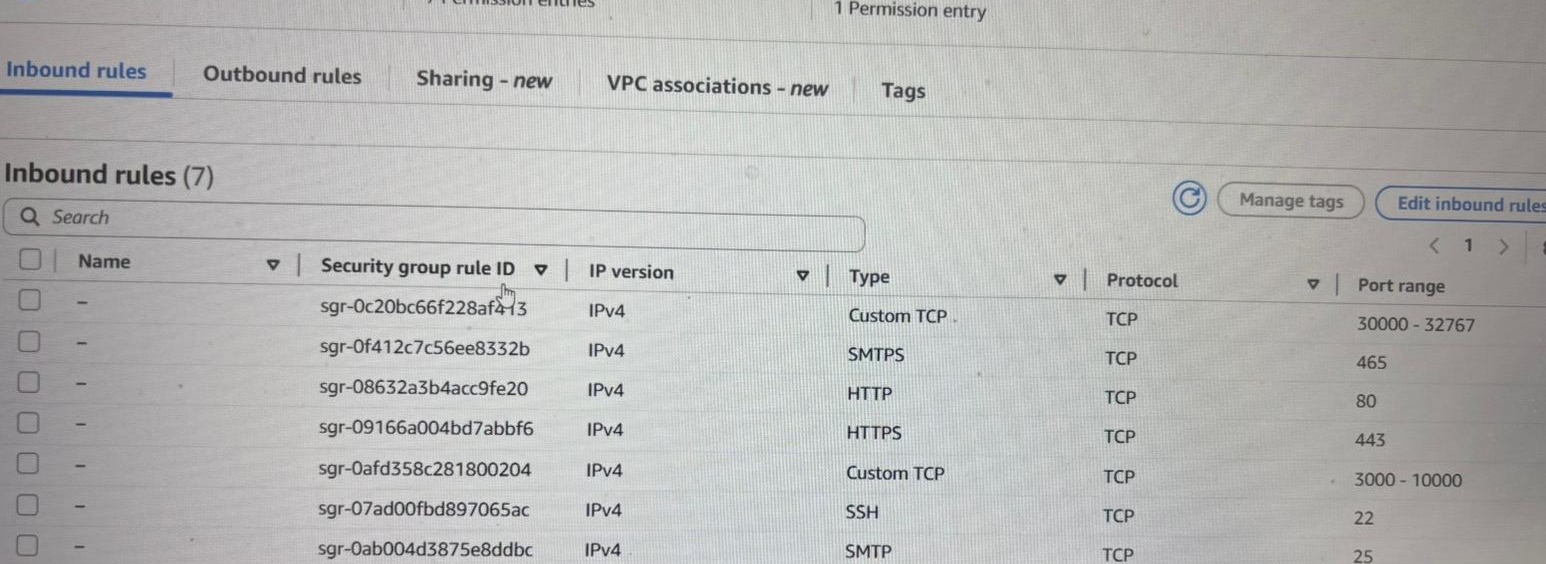 1 Permission entry
Inbound rules Outbound rules Sharing - new VPC associations - new Tags
Inbound rules (7)
Manage tags Edit inbound rules
Search
1
Name Security group rule ID IP version Type Protocol Port range
- sgr-0c20bc66f228af413 IPv4 Custom TCP TCP 30000 - 32767
- sgr-0f412c7c56ee8332b IPv4 SMTPS TCP 465
- sgr-08632a3b4acc9fe20 IPv4 HTTP TCP 80
- sgr-09166a004bd7abbf6 IPv4 HTTPS TCP 443
- sgr-0afd358c281800204 IPv4 Custom TCP TCP 3000 - 10000
- sgr-07ad00fbd897065ac IPv4 SSH TCP 22
- sgr-0ab004d3875e8ddbc IPv4 SMTP TCP 25